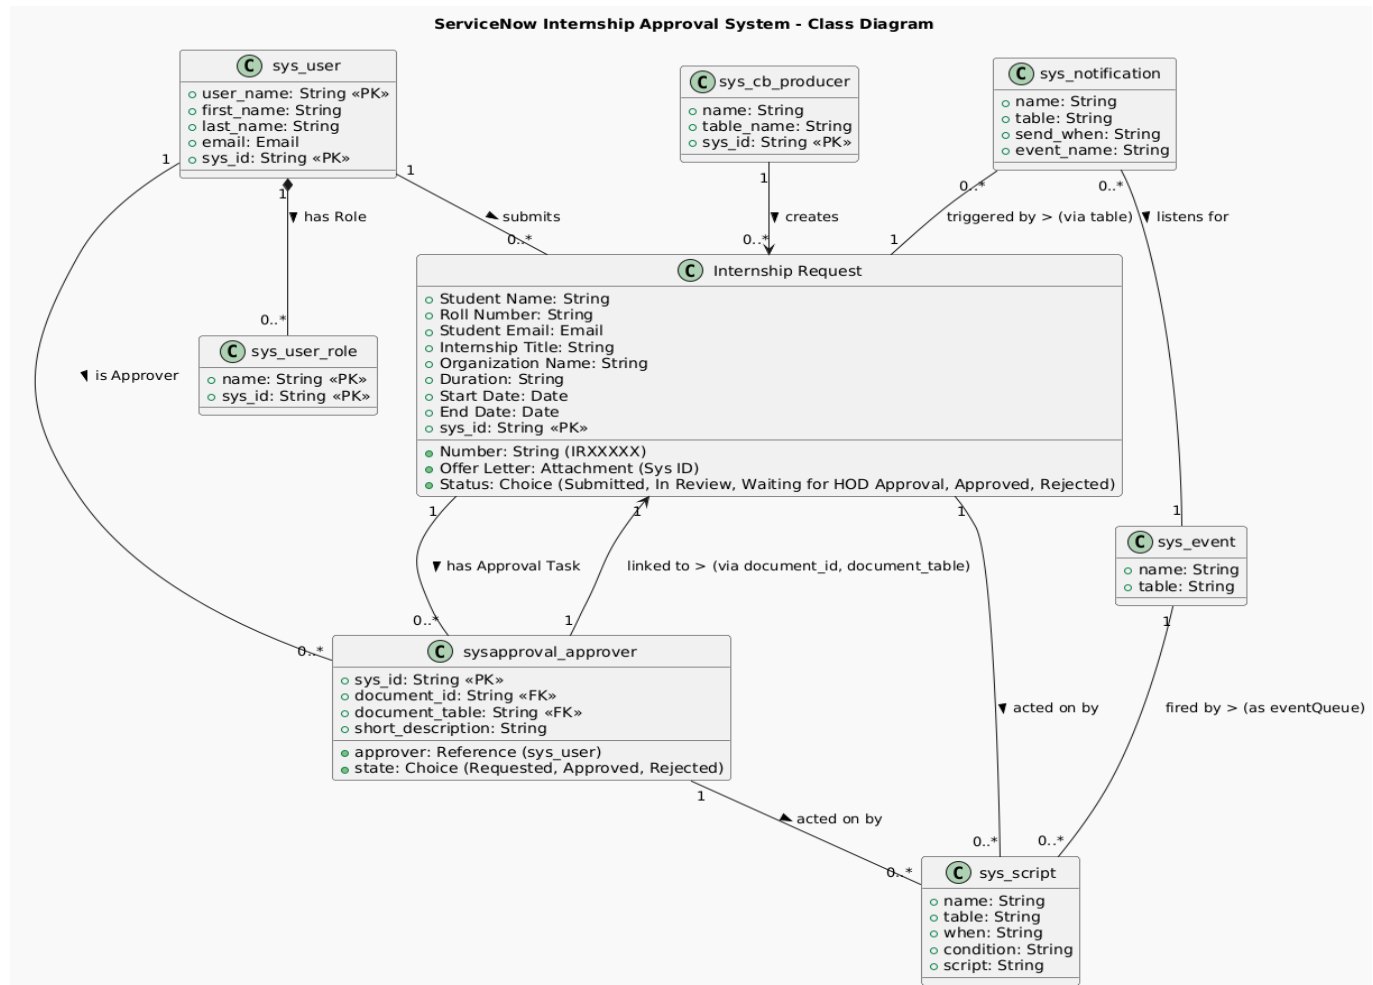 ServiceNow Internship Approval System - Class Diagram
C sys_user
user_name: String «PK»
first_name: String
last_name: String
email: Email
sys_id: String «PK»
C sys_cb_producer
name: String
table_name: String
sys_id: String «PK»
C sys_notification
name: String
table: String
send_when: String
event_name: String
1
1
1
1
0..*
0..*
has Role
submits
creates
triggered by > (via table)
listens for
0..*
0..*
1
C Internship Request
Student Name: String
Roll Number: String
Student Email: Email
Internship Title: String
Organization Name: String
Duration: String
Start Date: Date
End Date: Date
sys_id: String «PK»
Number: String (IRXXXXX)
Offer Letter: Attachment (Sys ID)
Status: Choice (Submitted, In Review, Waiting for HOD Approval, Approved, Rejected)
0..*
C sys_user_role
name: String «PK»
sys_id: String «PK»
is Approver
1
1
1
1
C sys_event
name: String
table: String
has Approval Task
linked to > (via document_id, document_table)
0..*
1
1
0..*
C sysapproval_approver
sys_id: String «PK»
document_id: String «FK»
document_table: String «FK»
short_description: String
approver: Reference (sys_user)
state: Choice (Requested, Approved, Rejected)
acted on by
fired by > (as eventQueue)
1
acted on by
0..*
0..*
0..*
C sys_script
name: String
table: String
when: String
condition: String
script: String